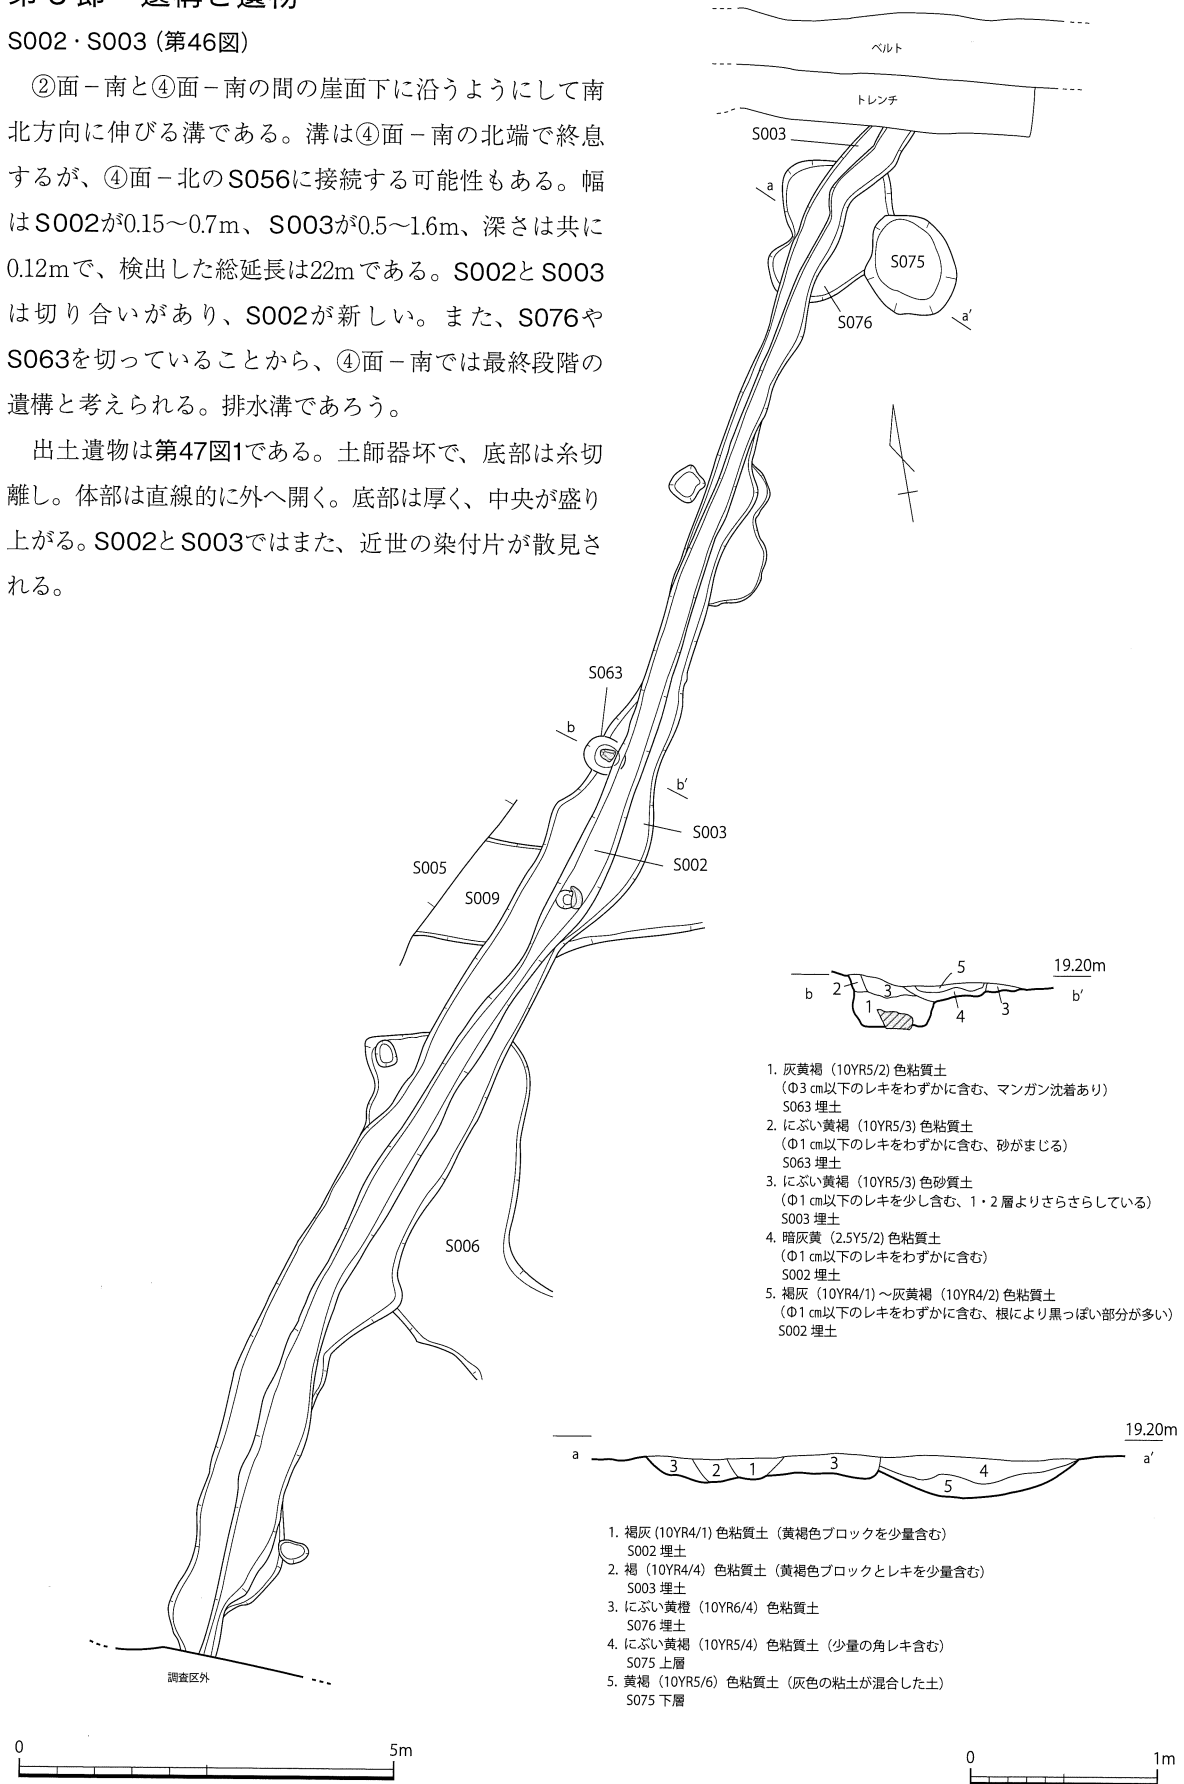 S002・S003（第46図）
②面－南と④面－南の間の崖面下に沿うようにして南
北方向に伸びる溝である。溝は④面－南の北端で終息
するが、④面－北のS056に接続する可能性もある。幅
はS002が0.15～0.7m、S003が0.5～1.6m、深さは共に
0.12mで、検出した総延長は22mである。S002とS003
は切り合いがあり、S002が新しい。また、S076や
S063を切っていることから、④面－南では最終段階の
遺構と考えられる。排水溝であろう。
出土遺物は第47図1である。土師器坏で、底部は糸切
離し。体部は直線的に外へ開く。底部は厚く、中央が盛り
上がる。S002とS003ではまた、近世の染付片が散見さ
れる。
ベルト
トレンチ
S003
a
S075
S076
a'
S063
b
b'
S003
S002
S005
S009
S006
調査区外
0 5m
19.20m
b
b'
2
3
5
1
4
3
1. 灰黄褐（10YR5/2) 色粘質土
（Φ3 ㎝以下のレキをわずかに含む、マンガン沈着あり）
S063 埋土
2. にぶい黄褐（10YR5/3) 色粘質土
（Φ1 ㎝以下のレキをわずかに含む、砂がまじる）
S063 埋土
3. にぶい黄褐（10YR5/3) 色砂質土
（Φ1 ㎝以下のレキを少し含む、1・2 層よりさらさらしている）
S003 埋土
4. 暗灰黄（2.5Y5/2) 色粘質土
（Φ1 ㎝以下のレキをわずかに含む）
S002 埋土
5. 褐灰（10YR4/1) ～灰黄褐（10YR4/2) 色粘質土
（Φ1 ㎝以下のレキをわずかに含む、根により黒っぽい部分が多い）
S002 埋土
19.20m
a
a'
3
2
1
3
4
5
1. 褐灰 (10YR4/1) 色粘質土（黄褐色ブロックを少量含む）
S002 埋土
2. 褐（10YR4/4）色粘質土（黄褐色ブロックとレキを少量含む）
S003 埋土
3. にぶい黄橙（10YR6/4）色粘質土
S076 埋土
4. にぶい黄褐（10YR5/4）色粘質土（少量の角レキ含む）
S075 上層
5. 黄褐（10YR5/6）色粘質土（灰色の粘土が混合した土）
S075 下層
0 1m